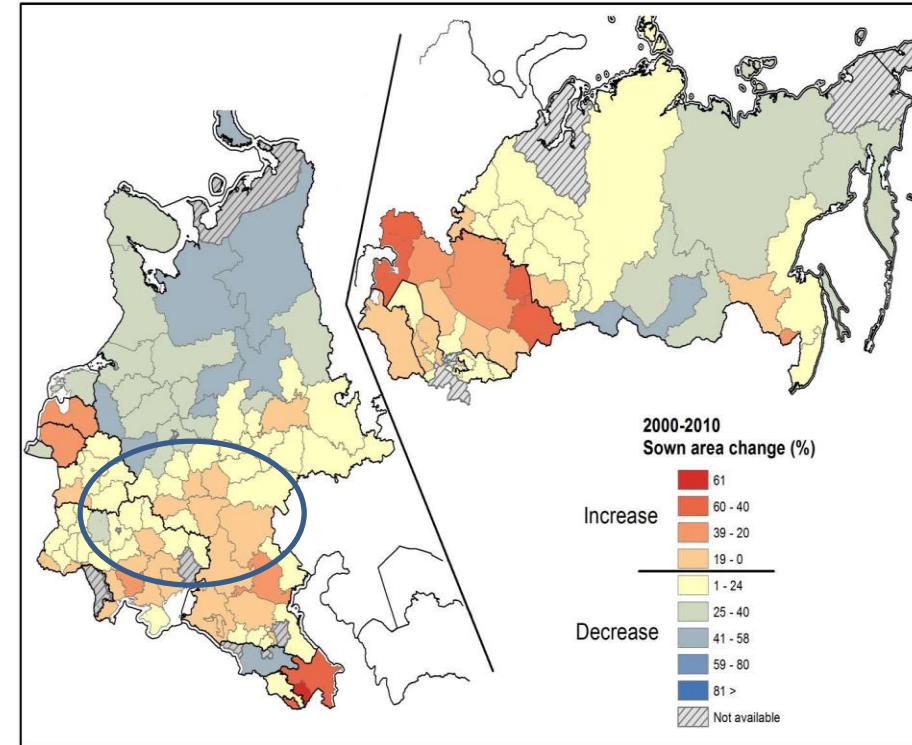 2000-2010
Sown area change (%)
Increase
61
60 - 40
39 - 20
19 - 0
Decrease
1 - 24
25 - 40
41 - 58
59 - 80
81 >
Not available